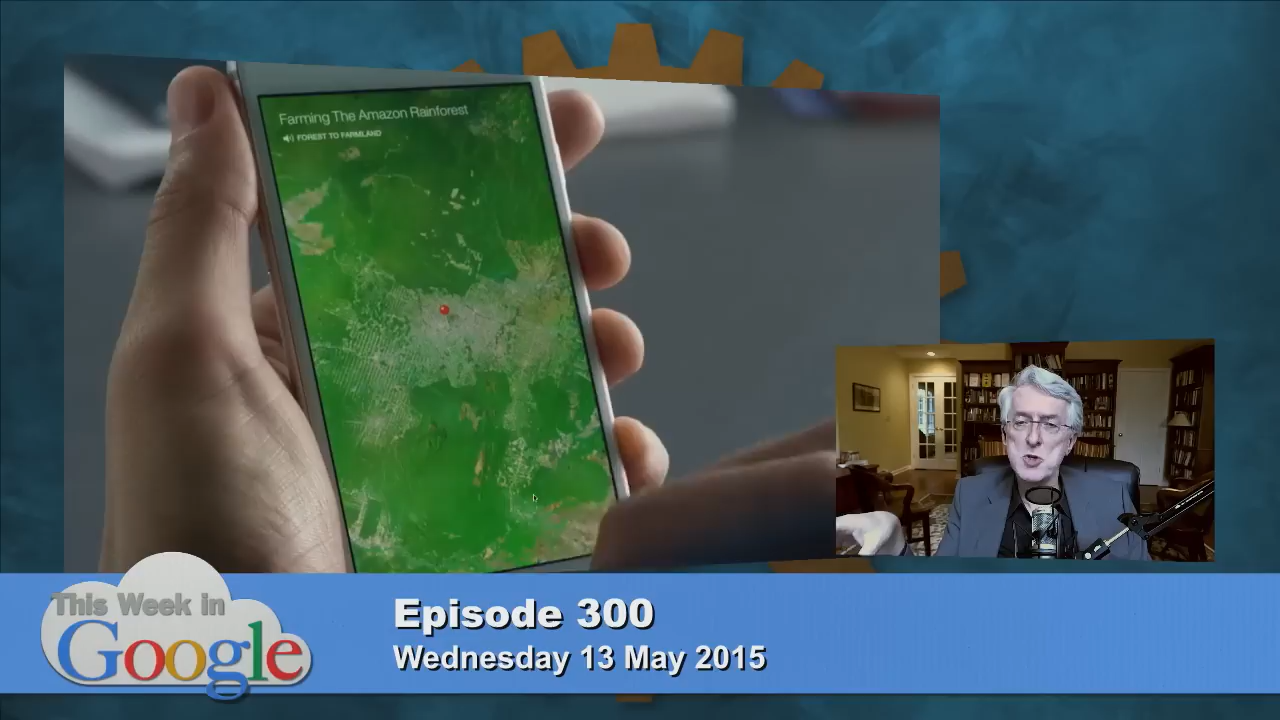 Farming The Amazon Rainforest
FOREST TO FARMLAND
This Week in
Google
Episode 300
Wednesday 13 May 2015